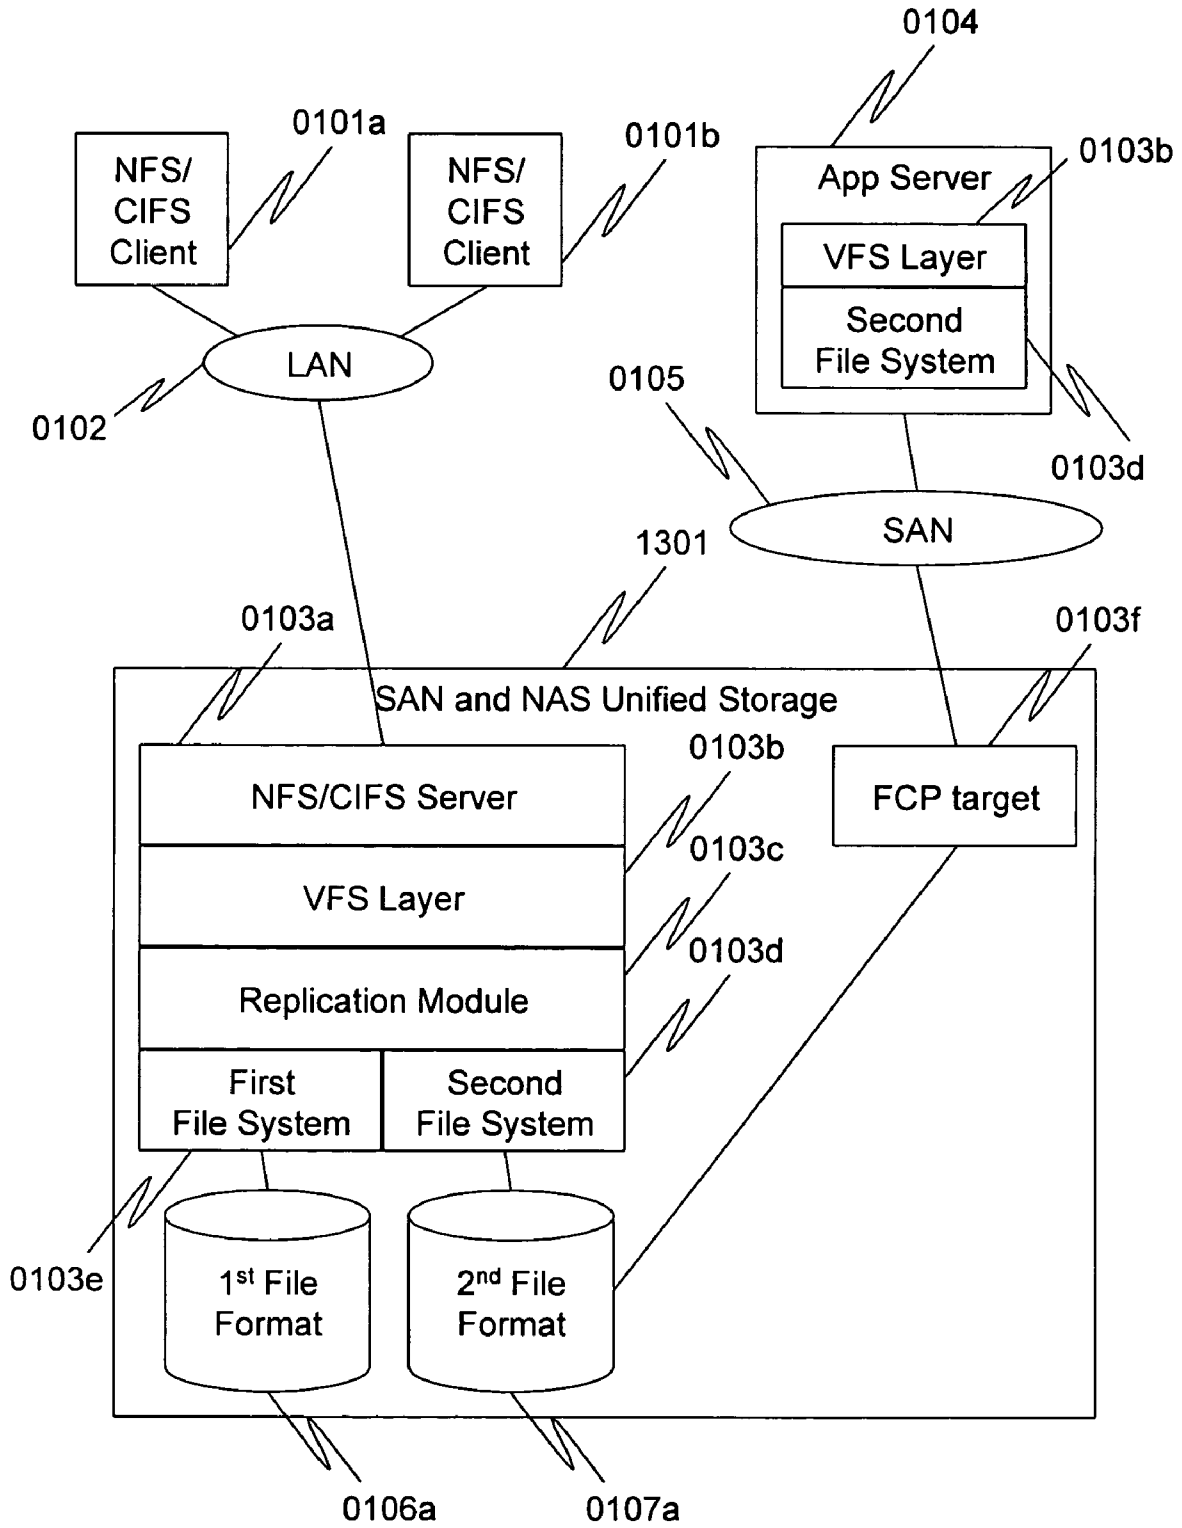 0104
0101a
0101b
0103b
NFS/
CIFS
Client
NFS/
CIFS
Client
App Server
VFS Layer
Second
File System
LAN
0105
0102
0103d
SAN
1301
0103a
0103f
SAN and NAS Unified Storage
0103b
NFS/CIFS Server
FCP target
0103c
VFS Layer
0103d
Replication Module
First
File System
Second
File System
0103e
1st File
Format
2nd File
Format
0106a
0107a